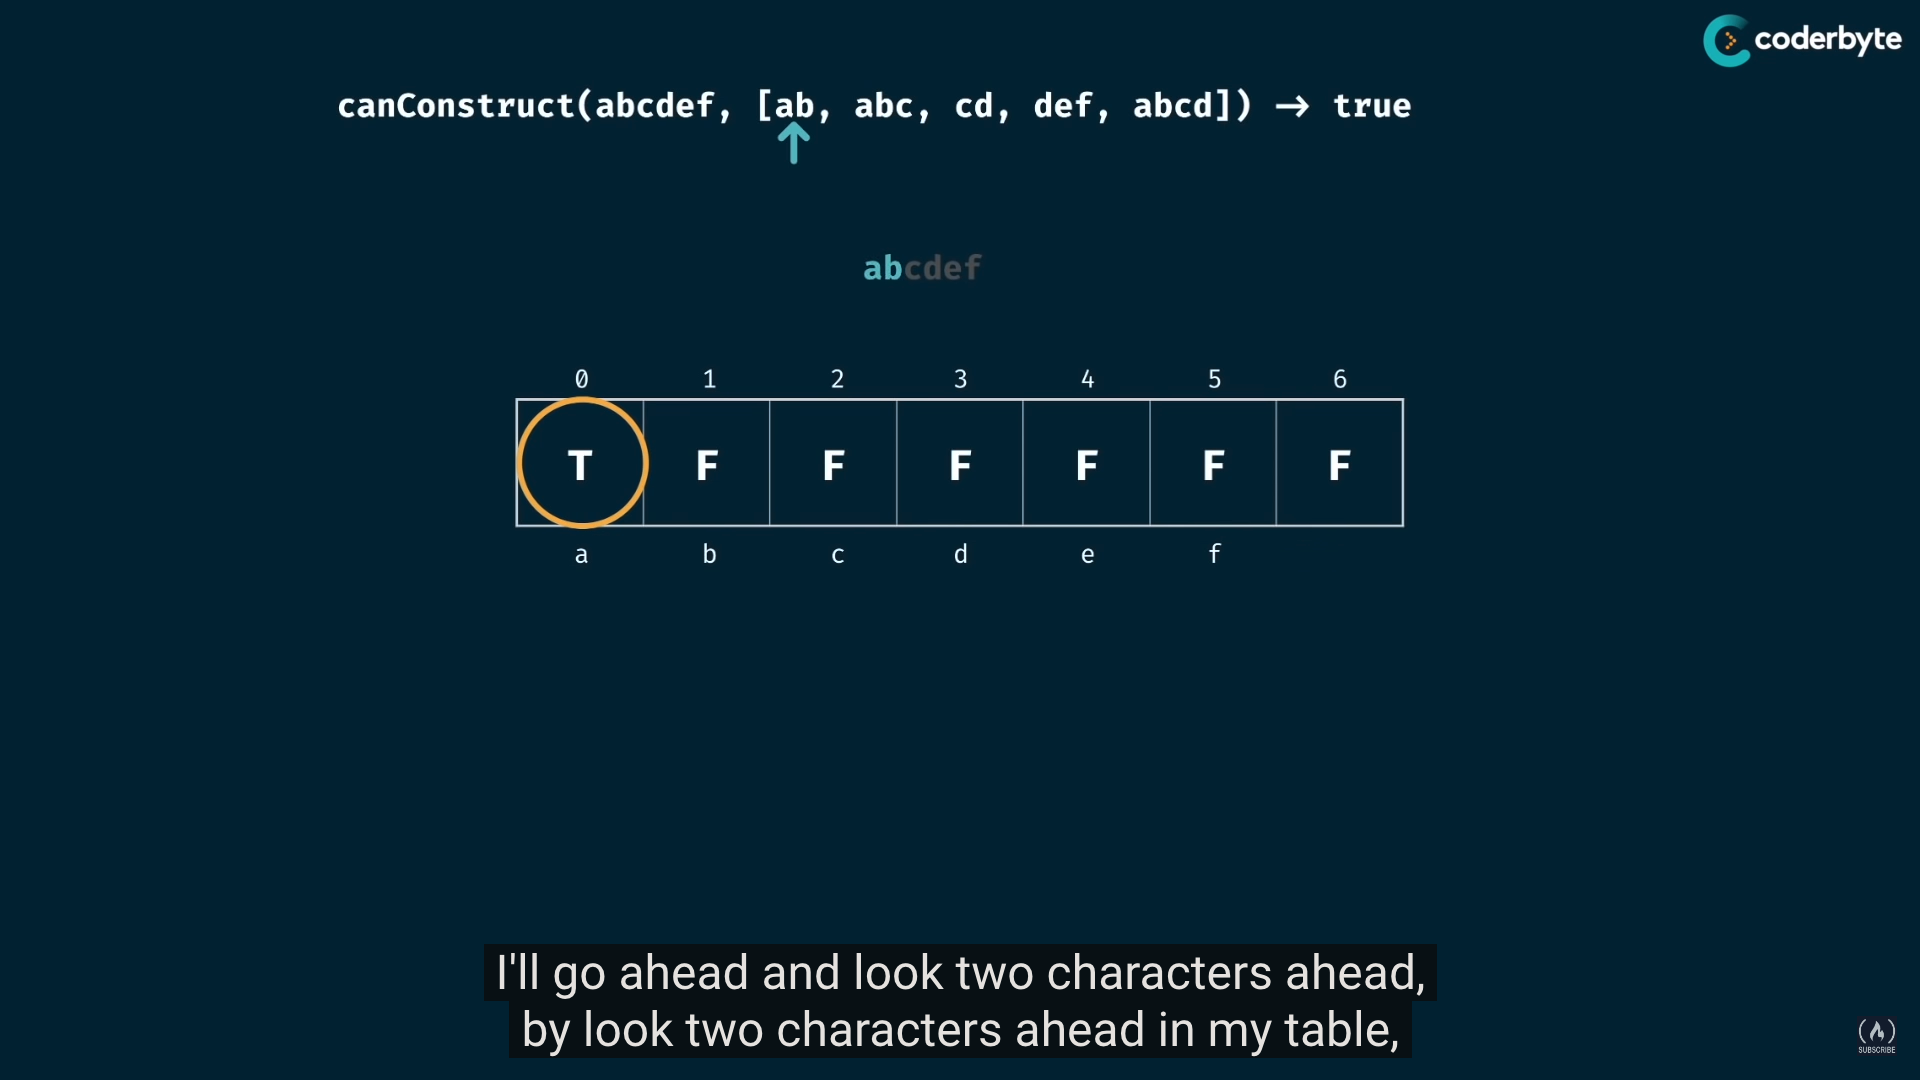 coderbyte
canConstruct(abcdef, [ab, abc, cd, def, abcd]) → true
abcdef
0 1 2 3 4 5 6
T F F F F F F
a b c d e f
I'll go ahead and look two characters ahead,
by look two characters ahead in my table,
SUBSCRIBE